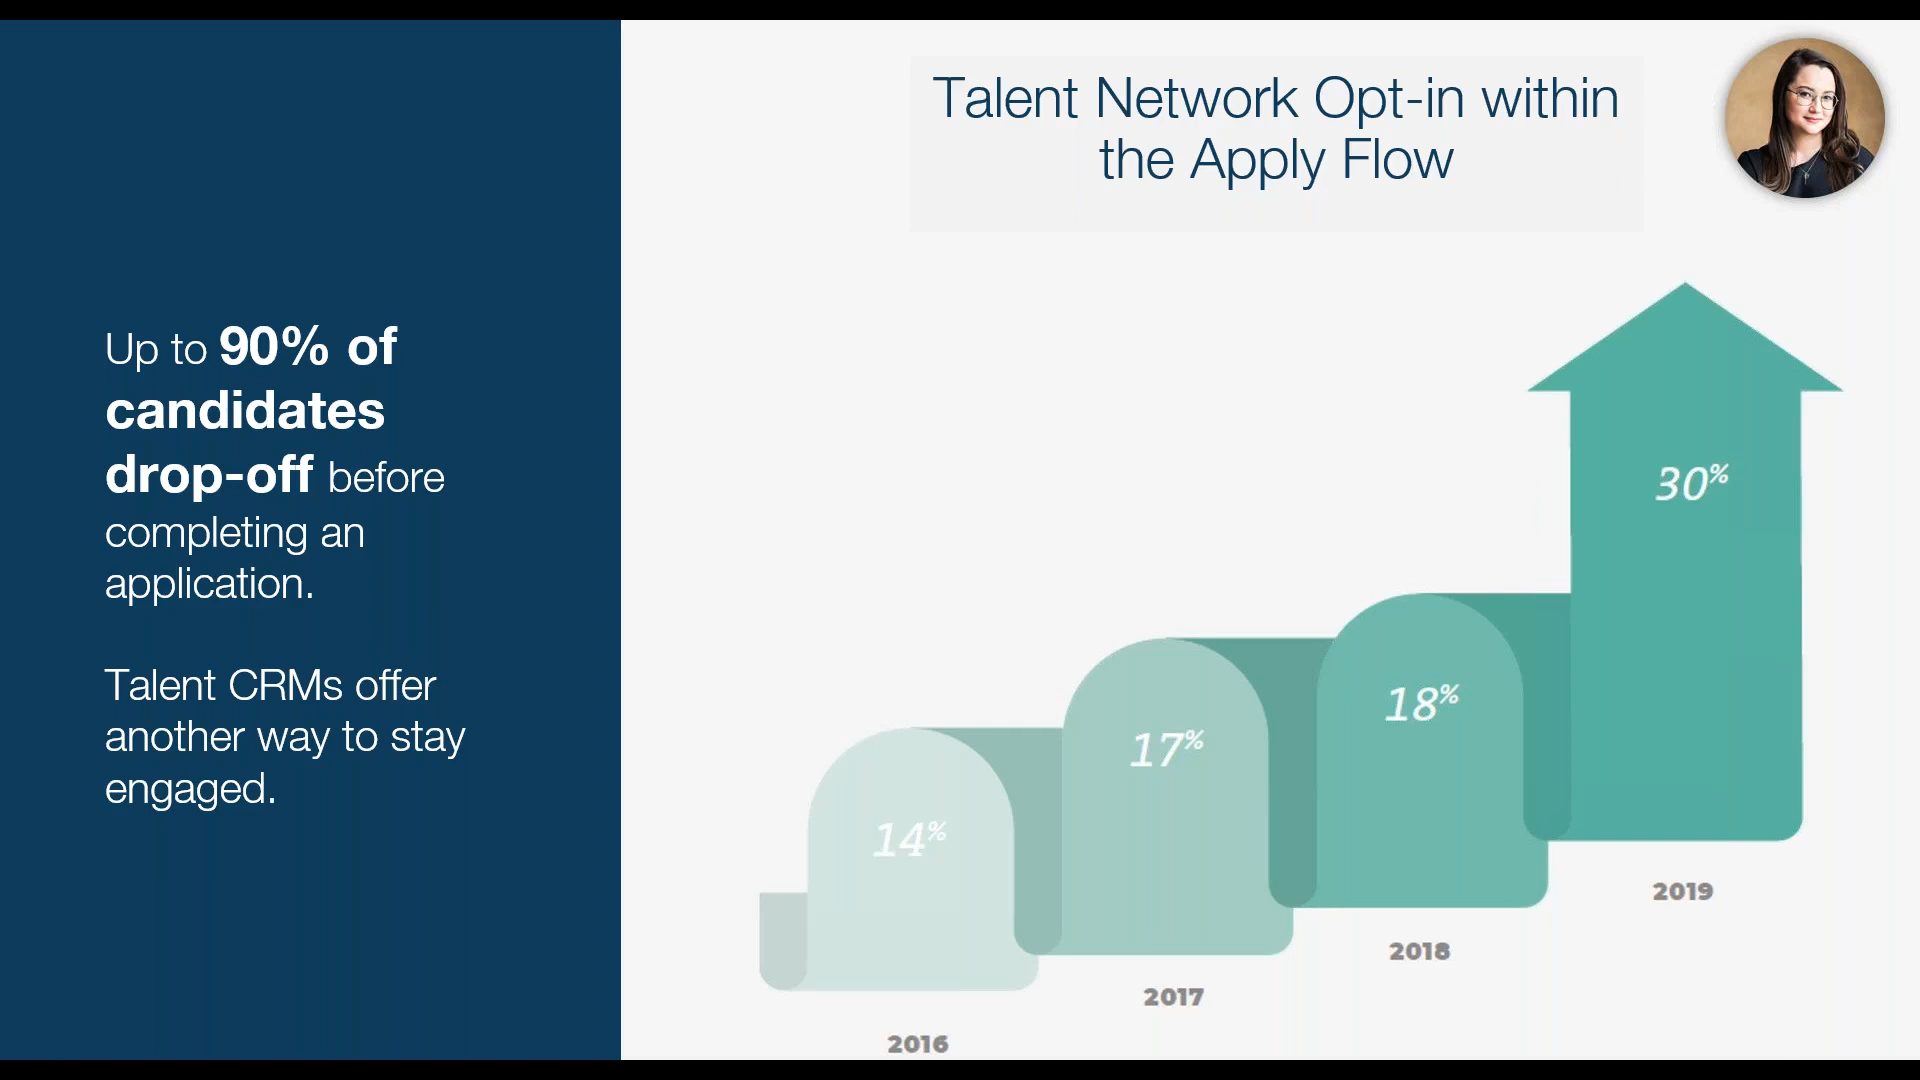 Talent Network Opt-in within
the Apply Flow
Up to 90% of
candidates
drop-off before
completing an
application.
Talent CRMs offer
another way to stay
engaged.
14%
17%
18%
30%
2016
2017
2018
2019